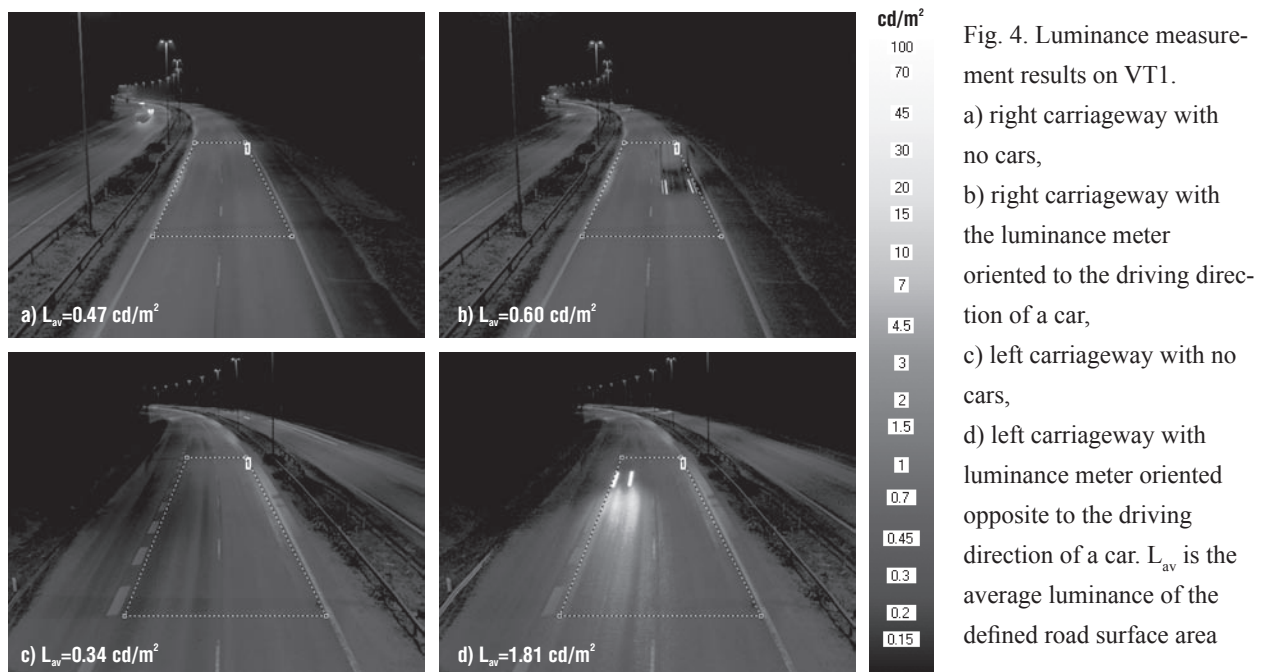 a) Lav=0.47 cd/m²
b) Lav=0.60 cd/m²
c) Lav=0.34 cd/m²
d) Lav=1.81 cd/m²
cd/m²
100
70
45
30
20
15
10
7
4.5
3
2
1.5
1
0.7
0.45
0.3
0.2
0.15
Fig. 4. Luminance measure-
ment results on VT1.
a) right carriageway with
no cars,
b) right carriageway with
the luminance meter
oriented to the driving direc-
tion of a car,
c) left carriageway with no
cars,
d) left carriageway with
luminance meter oriented
opposite to the driving
direction of a car. Lav is the
average luminance of the
defined road surface area